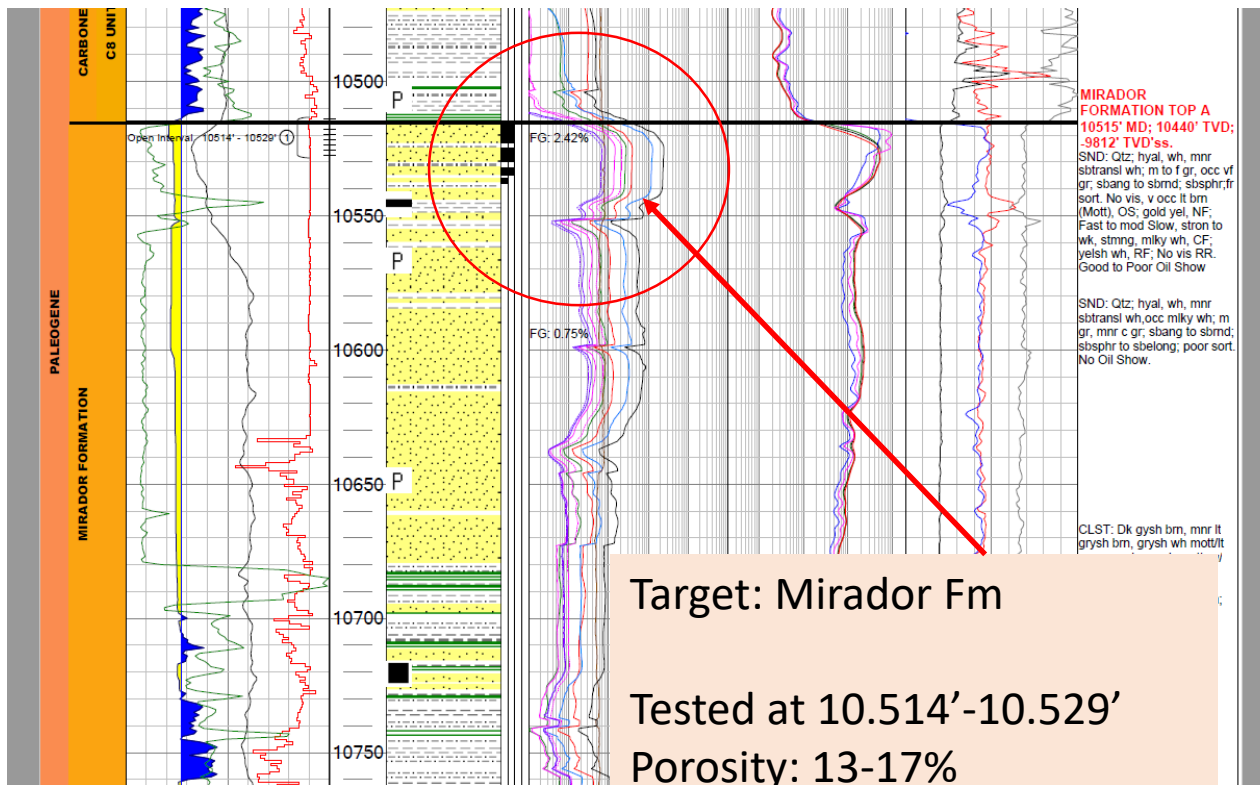 CARBONE
C8 UNIT
PALEOGENE
MIRADOR FORMATION
Open Interval 10514' - 10529' 1
10500
10550
10600
10650
10700
10750
P
P
P
FG: 2.42%
FG: 0.75%
MIRADOR
FORMATION TOP A
10515' MD; 10440' TVD;
-9812' TVD'ss.
SND: Qtz; hyal, wh, mnr
sbtransl wh; m to f gr, occ vf
gr; sbang to sbrnd; sbsphr;fr
sort. No vis, v occ lt brn
(Mott), OS; gold yel, NF;
Fast to mod Slow, stron to
wk, stmng, mlky wh, CF;
yelsh wh, RF; No vis RR.
Good to Poor Oil Show
SND: Qtz; hyal, wh, mnr
sbtransl wh,occ mlky wh; m
gr, mnr c gr; sbang to sbrnd;
sbsphr to sbelong; poor sort.
No Oil Show.
CLST: Dk gysh brn, mnr lt
grysh brn, grysh wh mott/lt
Target: Mirador Fm
Tested at 10.514'-10.529'
Porosity: 13-17%